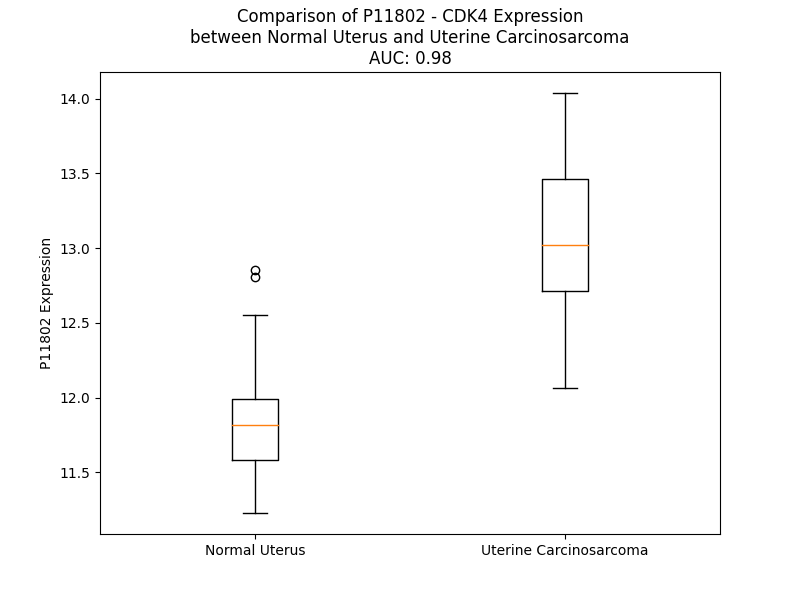 Comparison of P11802 - CDK4 Expression
between Normal Uterus and Uterine Carcinosarcoma
AUC: 0.98
14.0
13.5
13.0
12.5
12.0
11.5
P11802 Expression
Normal Uterus
Uterine Carcinosarcoma